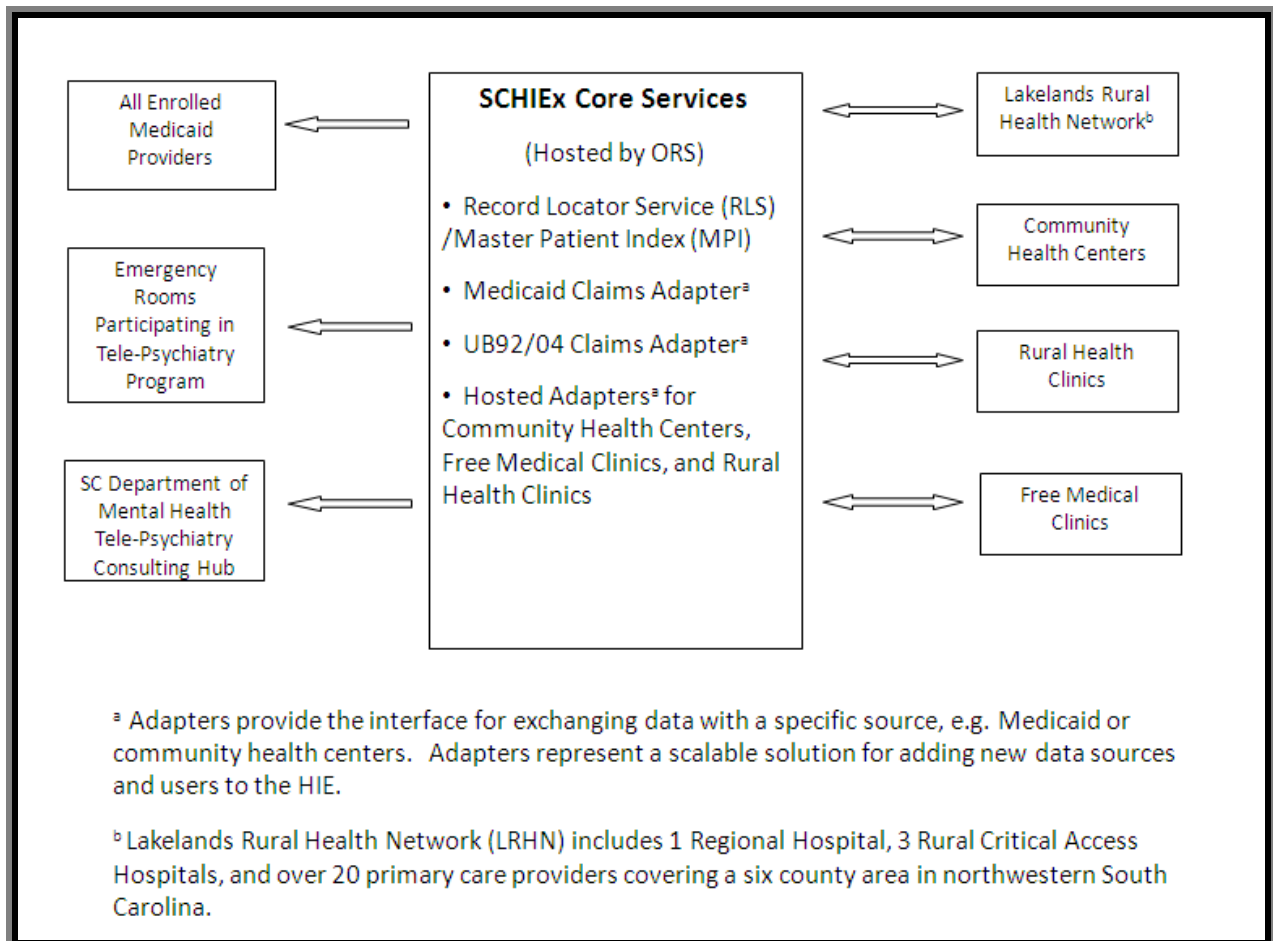 All Enrolled
Medicaid
Providers
Emergency
Rooms
Participating in
Tele-Psychiatry
Program
SC Department of
Mental Health
Tele-Psychiatry
Consulting Hub
SCHIEx Core Services
(Hosted by ORS)
• Record Locator Service (RLS)
/Master Patient Index (MPI)
• Medicaid Claims Adapterª
• UB92/04 Claims Adapterª
• Hosted Adaptersª for
Community Health Centers,
Free Medical Clinics, and Rural
Health Clinics
Lakelands Rural
Health Networkᵇ
Community
Health Centers
Rural Health
Clinics
Free Medical
Clinics
ª Adapters provide the interface for exchanging data with a specific source, e.g. Medicaid or
community health centers. Adapters represent a scalable solution for adding new data sources
and users to the HIE.
ᵇ Lakelands Rural Health Network (LRHN) includes 1 Regional Hospital, 3 Rural Critical Access
Hospitals, and over 20 primary care providers covering a six county area in northwestern South
Carolina.